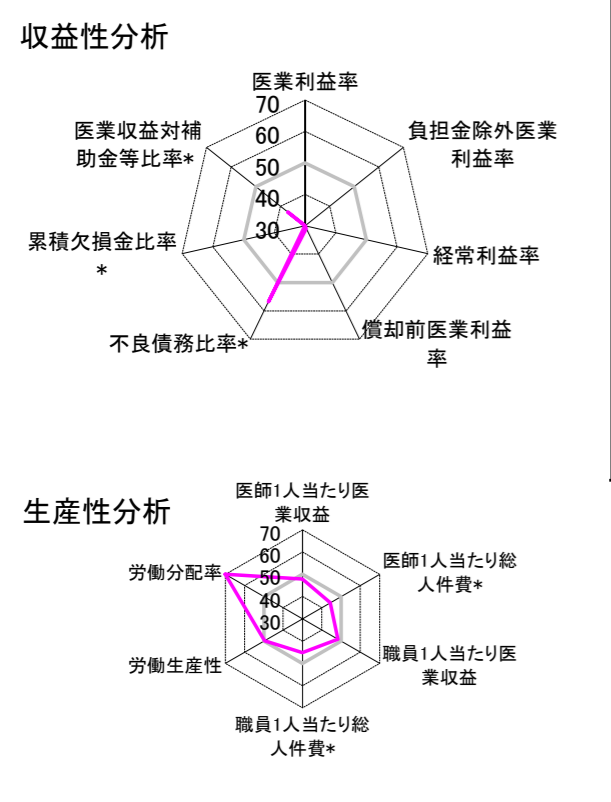 収益性分析
医業利益率
70
60
50
40
30
負担金除外医業
利益率
経常利益率
償却前医業利益
率
不良債務比率*
累積欠損金比率
*
医業収益対補
助金等比率*
生産性分析
医師1人当たり医
業収益
70
60
50
40
30
医師1人当たり総
人件費*
職員1人当たり医
業収益
職員1人当たり総
人件費*
労働生産性
労働分配率